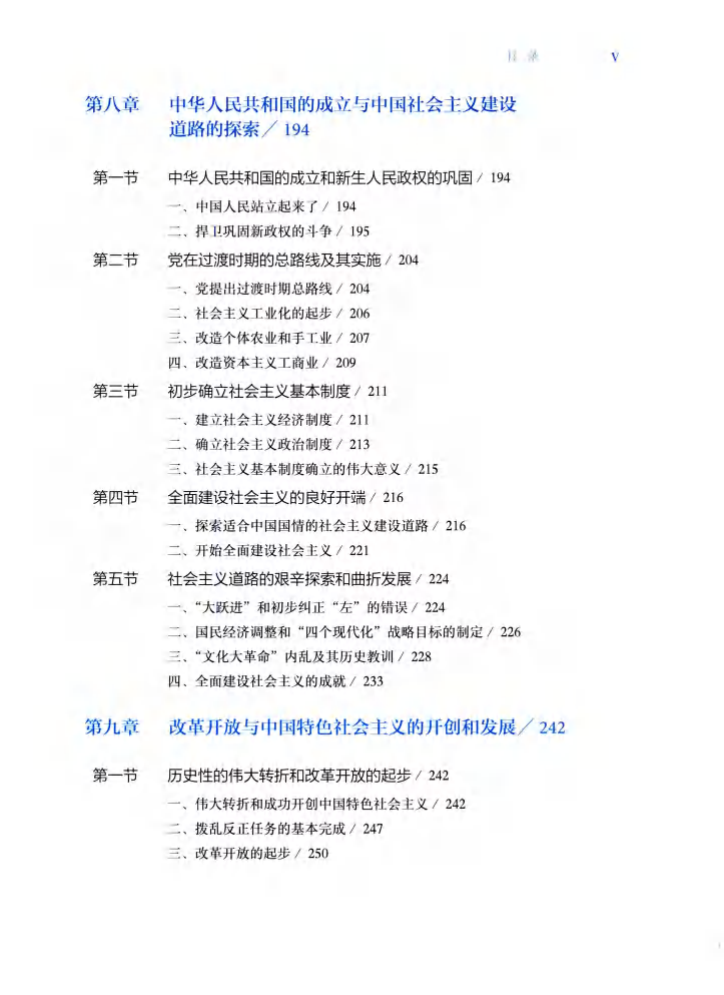 目录 V
第八章 中华人民共和国的成立与中国社会主义建设
道路的探索／194
第一节 中华人民共和国的成立和新生人民政权的巩固／194
一、中国人民站立起来了／194
二、捍卫巩固新政权的斗争／195
第二节 党在过渡时期的总路线及其实施／204
一、党提出过渡时期总路线／204
二、社会主义工业化的起步／206
三、改造个体农业和手工业／207
四、改造资本主义工商业／209
第三节 初步确立社会主义基本制度／211
一、建立社会主义经济制度／211
二、确立社会主义政治制度／213
三、社会主义基本制度确立的伟大意义／215
第四节 全面建设社会主义的良好开端／216
一、探索适合中国国情的社会主义建设道路／216
二、开始全面建设社会主义／221
第五节 社会主义道路的艰辛探索和曲折发展／224
一、“大跃进”和初步纠正“左”的错误／224
二、国民经济调整和“四个现代化”战略目标的制定／226
三、“文化大革命”内乱及其历史教训／228
四、全面建设社会主义的成就／233
第九章 改革开放与中国特色社会主义的开创和发展／242
第一节 历史性的伟大转折和改革开放的起步／242
一、伟大转折和成功开创中国特色社会主义／242
二、拨乱反正任务的基本完成／247
三、改革开放的起步／250